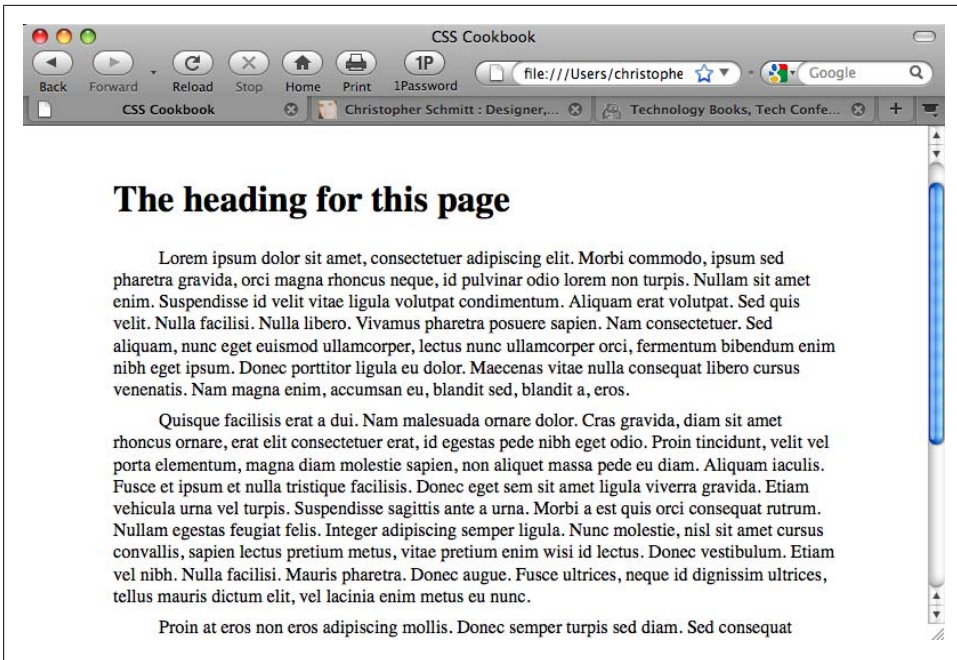 CSS Cookbook
1P
file:///Users/christophe
Google
Back Forward Reload Stop Home Print 1Password
CSS Cookbook Christopher Schmitt : Designer,... Technology Books, Tech Confe...
The heading for this page
Lorem ipsum dolor sit amet, consectetuer adipiscing elit. Morbi commodo, ipsum sed
pharetra gravida, orci magna rhoncus neque, id pulvinar odio lorem non turpis. Nullam sit amet
enim. Suspendisse id velit vitae ligula volutpat condimentum. Aliquam erat volutpat. Sed quis
velit. Nulla facilisi. Nulla libero. Vivamus pharetra posuere sapien. Nam consectetuer. Sed
aliquam, nunc eget euismod ullamcorper, lectus nunc ullamcorper orci, fermentum bibendum enim
nibh eget ipsum. Donec porttitor ligula eu dolor. Maecenas vitae nulla consequat libero cursus
venenatis. Nam magna enim, accumsan eu, blandit sed, blandit a, eros.
Quisque facilisis erat a dui. Nam malesuada ornare dolor. Cras gravida, diam sit amet
rhoncus ornare, erat elit consectetuer erat, id egestas pede nibh eget odio. Proin tincidunt, velit vel
porta elementum, magna diam molestie sapien, non aliquet massa pede eu diam. Aliquam iaculis.
Fusce et ipsum et nulla tristique facilisis. Donec eget sem sit amet ligula viverra gravida. Etiam
vehicula urna vel turpis. Suspendisse sagittis ante a urna. Morbi a est quis orci consequat rutrum.
Nullam egestas feugiat felis. Integer adipiscing semper ligula. Nunc molestie, nisl sit amet cursus
convallis, sapien lectus pretium metus, vitae pretium enim wisi id lectus. Donec vestibulum. Etiam
vel nibh. Nulla facilisi. Mauris pharetra. Donec augue. Fusce ultrices, neque id dignissim ultrices,
tellus mauris dictum elit, vel lacinia enim metus eu nunc.
Proin at eros non eros adipiscing mollis. Donec semper turpis sed diam. Sed consequat